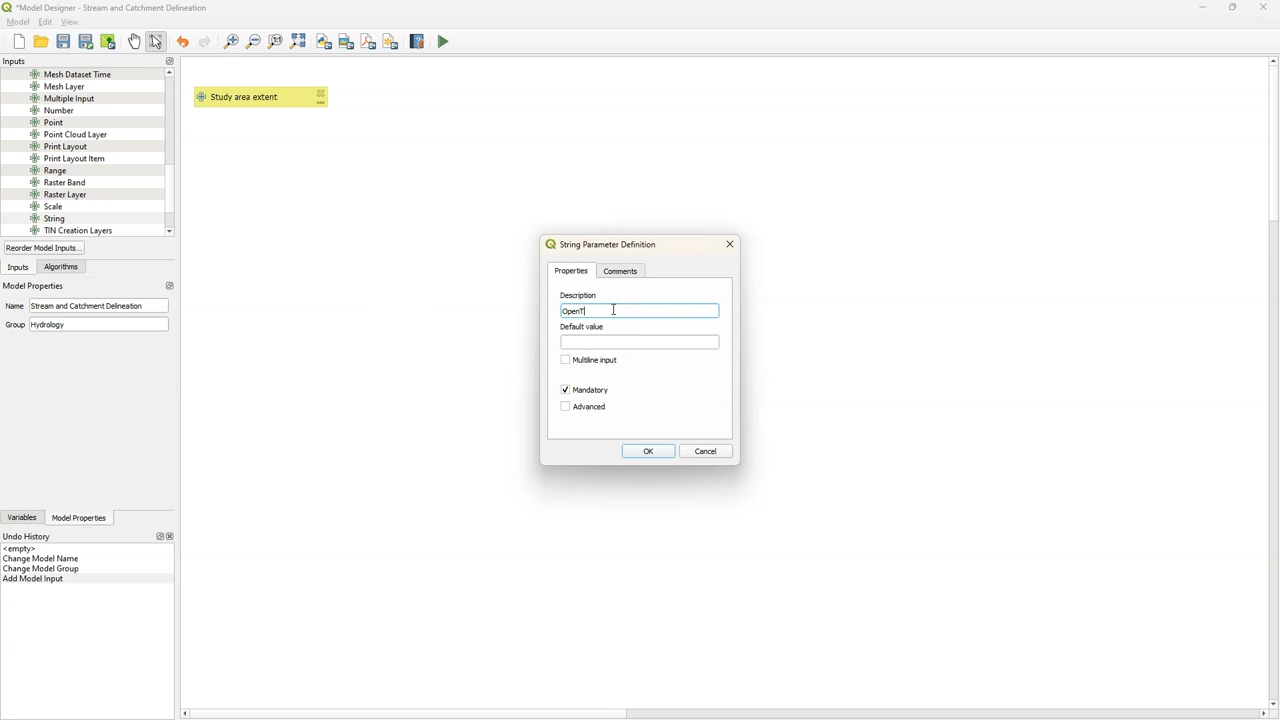 *Model Designer - Stream and Catchment Delineation
Model Edit View
Inputs
Mesh Dataset Time
Mesh Layer
Multiple Input
Number
Point
Point Cloud Layer
Print Layout
Print Layout Item
Range
Raster Band
Raster Layer
Scale
String
TIN Creation Layers
Reorder Model Inputs...
Inputs Algorithms
Model Properties
Name Stream and Catchment Delineation
Group Hydrology
Variables Model Properties
Undo History
<empty>
Change Model Name
Change Model Group
Add Model Input
Study area extent
String Parameter Definition
Properties Comments
Description
OpenT
Default value
Multiline input
Mandatory
Advanced
OK Cancel